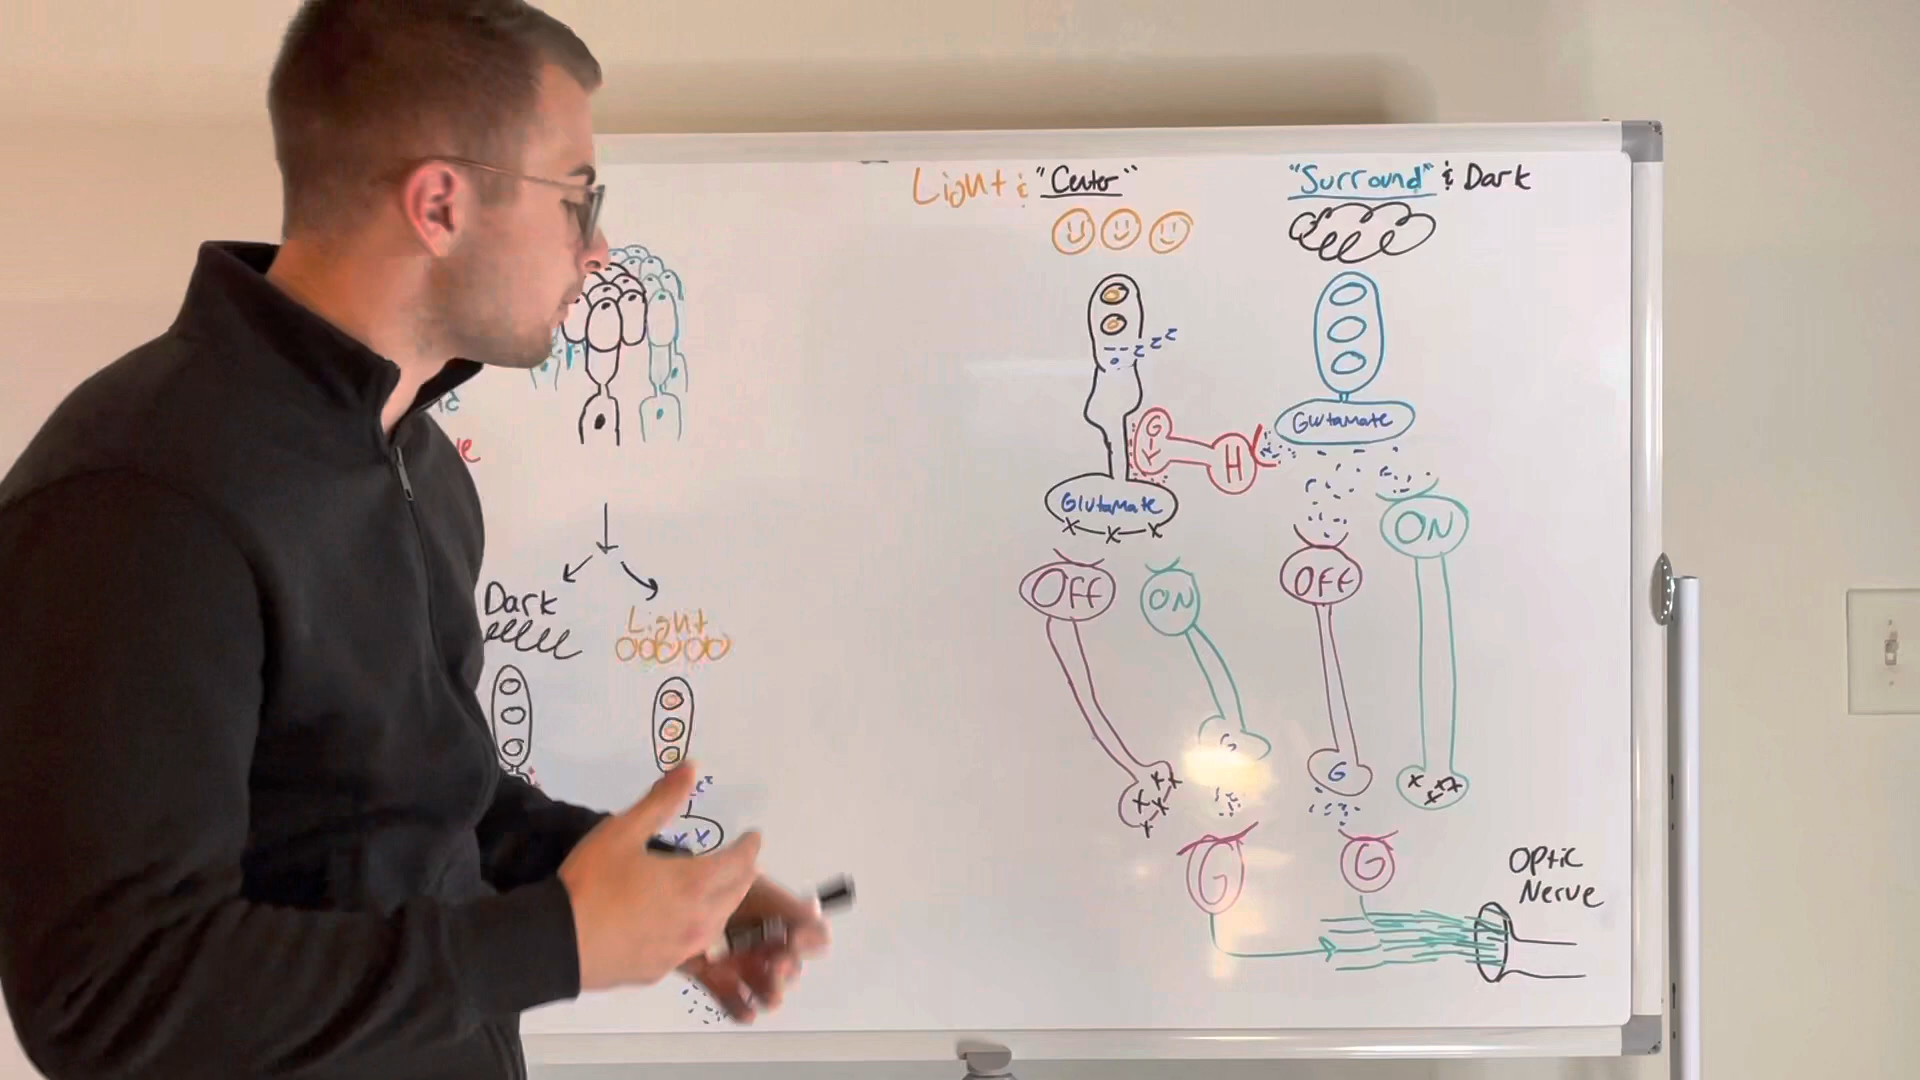 Light & "Center"
"Surround" & Dark
z z z
Glutamate
G
H
Glutamate
x x x
ON
OFF
ON
OFF
Dark
Light
G
G
x x x x
x x x x x
z z
x x
G
G
Optic
Nerve